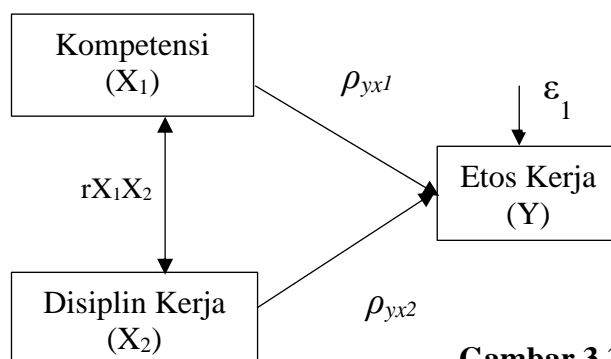 Kompetensi
(X₁)
ρyx1
ε1
rX₁X₂
Etos Kerja
(Y)
Disiplin Kerja
(X₂)
ρyx2
Gambar 3